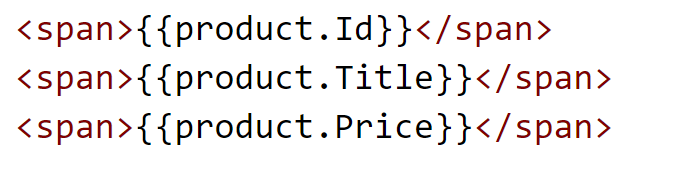 <span>{{product.Id}}</span>
<span>{{product.Title}}</span>
<span>{{product.Price}}</span>